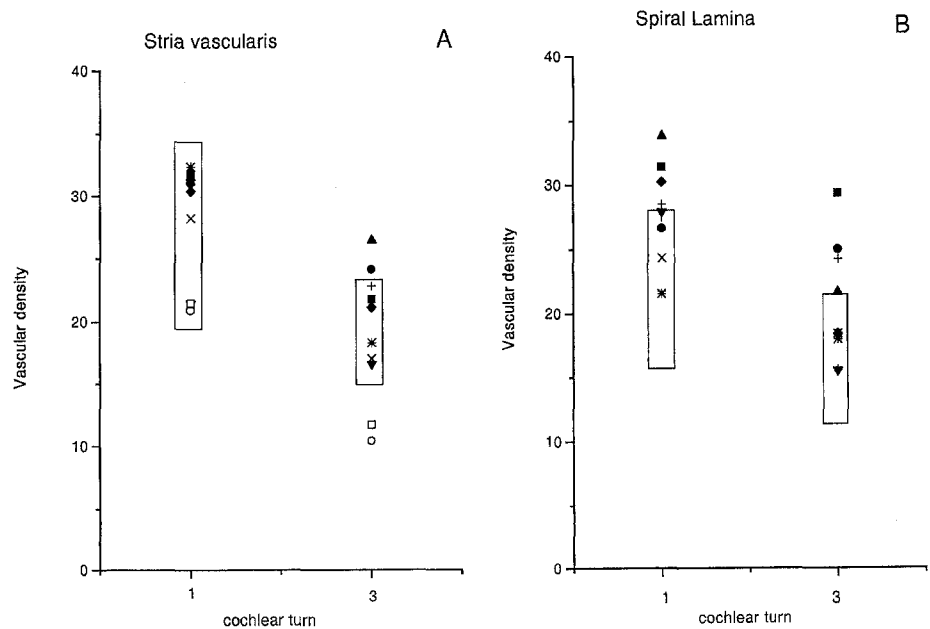 Stria vascularis
A
40
30
20
10
0
Vascular density
1
3
cochlear turn
Spiral Lamina
B
40
30
20
10
0
Vascular density
1
3
cochlear turn